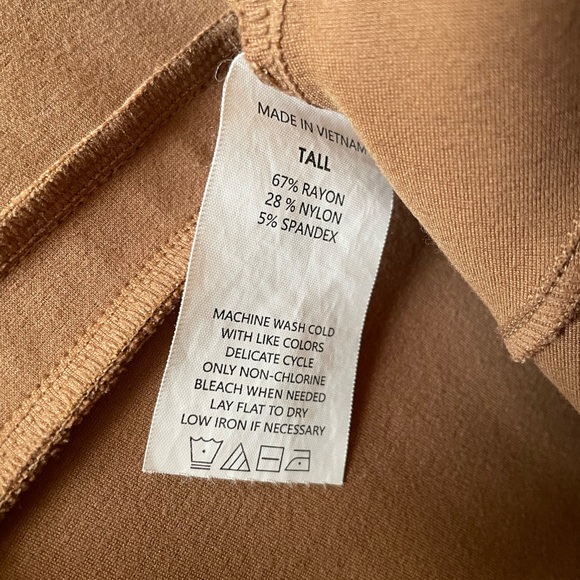 MADE IN VIETNAM
TALL
67% RAYON
28 % NYLON
5% SPANDEX
MACHINE WASH COLD
WITH LIKE COLORS
DELICATE CYCLE
ONLY NON-CHLORINE
BLEACH WHEN NEEDED
LAY FLAT TO DRY
LOW IRON IF NECESSARY